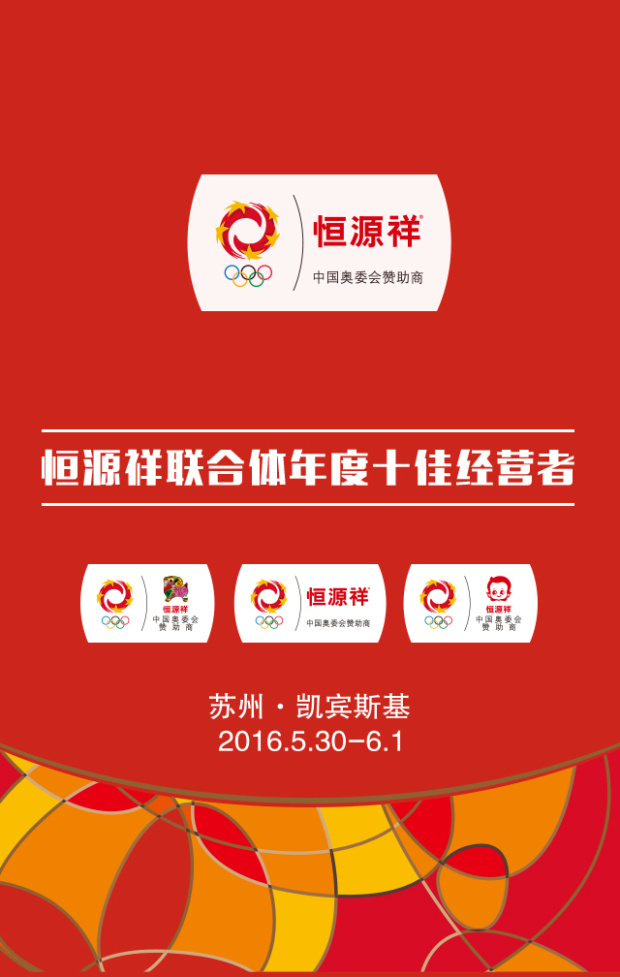 恒源祥®
中国奥委会赞助商
恒源祥联合体年度十佳经营者
恒源祥
中国奥委会
赞助商
恒源祥
中国奥委会赞助商
恒源祥
中国奥委会
赞助商
苏州·凯宾斯基
2016.5.30-6.1